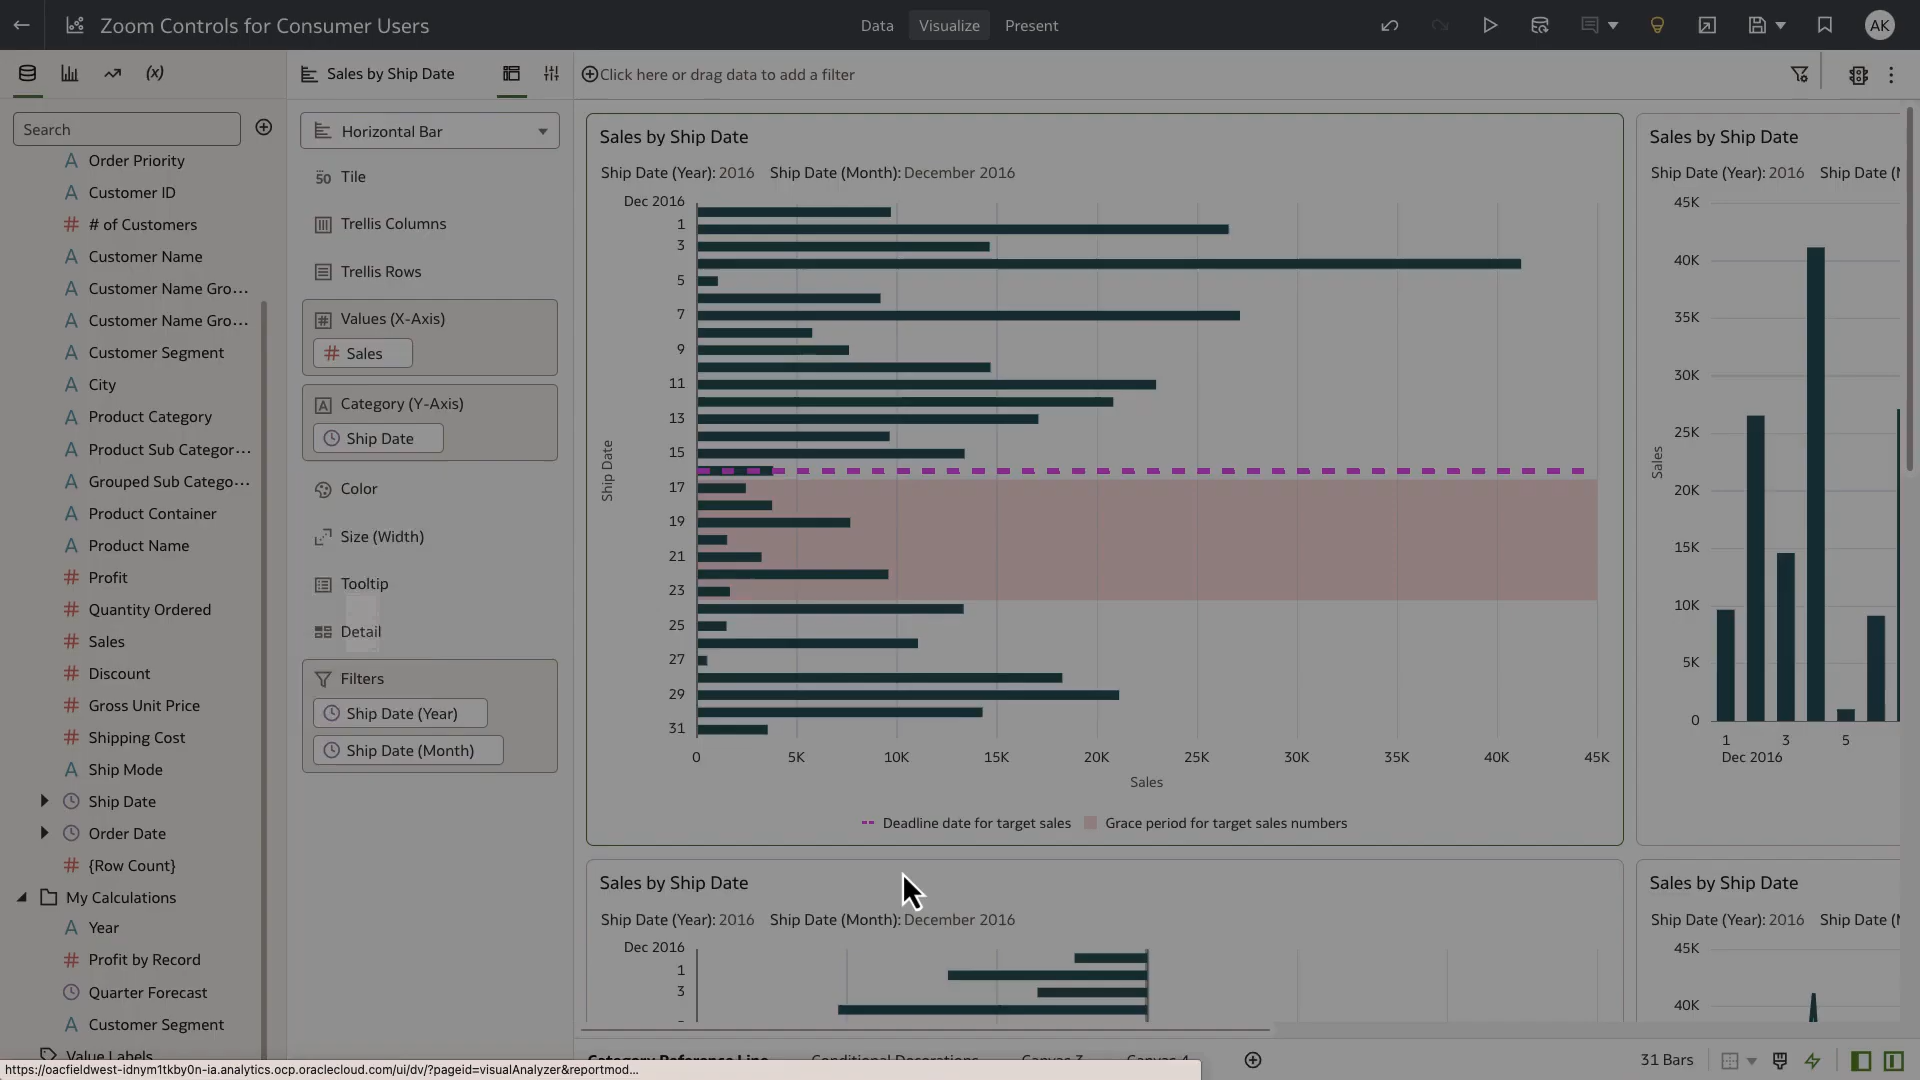 Zoom Controls for Consumer Users
Data
Visualize
Present
AK
Search
Order Priority
Customer ID
# of Customers
Customer Name
Customer Name Gro...
Customer Name Gro...
Customer Segment
City
Product Category
Product Sub Categor...
Grouped Sub Catego...
Product Container
Product Name
Profit
Quantity Ordered
Sales
Discount
Gross Unit Price
Shipping Cost
Ship Mode
Ship Date
Order Date
{Row Count}
My Calculations
Year
Profit by Record
Quarter Forecast
Customer Segment
Value Labels
Sales by Ship Date
Horizontal Bar
Tile
Trellis Columns
Trellis Rows
Values (X-Axis)
Sales
Category (Y-Axis)
Ship Date
Color
Size (Width)
Tooltip
Detail
Filters
Ship Date (Year)
Ship Date (Month)
Click here or drag data to add a filter
Sales by Ship Date
Ship Date (Year): 2016 Ship Date (Month): December 2016
Dec 2016
1
3
5
7
9
11
13
15
17
19
21
23
25
27
29
31
Ship Date
0 5K 10K 15K 20K 25K 30K 35K 40K 45K
Sales
Deadline date for target sales Grace period for target sales numbers
Sales by Ship Date
Ship Date (Year): 2016 Ship Date (
45K
40K
35K
30K
25K
20K
15K
10K
5K
0
Sales
1 3 5
Dec 2016
Sales by Ship Date
Ship Date (Year): 2016 Ship Date (Month): December 2016
Dec 2016
1
3
Sales by Ship Date
Ship Date (Year): 2016 Ship Date (
45K
40K
Category Reference Line Conditional Decorations Canvas 3 Canvas 4
31 Bars
https://oacfieldwest-idnym1tkby0n-ia.analytics.ocp.oraclecloud.com/ui/dv/?pageid=visualAnalyzer&reportmod...